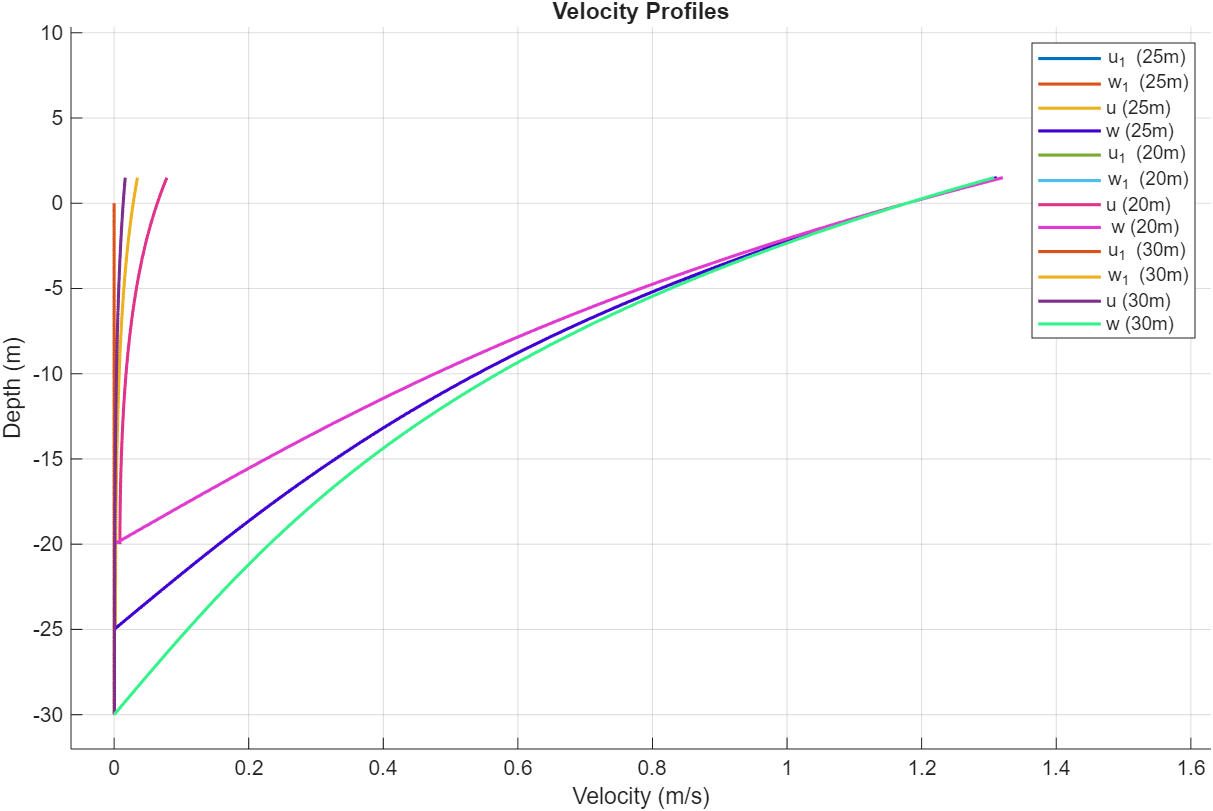 Velocity Profiles
10
5
0
-5
-10
-15
-20
-25
-30
Depth (m)
u₁ (25m)
w₁ (25m)
u (25m)
w (25m)
u₁ (20m)
w₁ (20m)
u (20m)
w (20m)
u₁ (30m)
w₁ (30m)
u (30m)
w (30m)
0 0.2 0.4 0.6 0.8 1 1.2 1.4 1.6
Velocity (m/s)